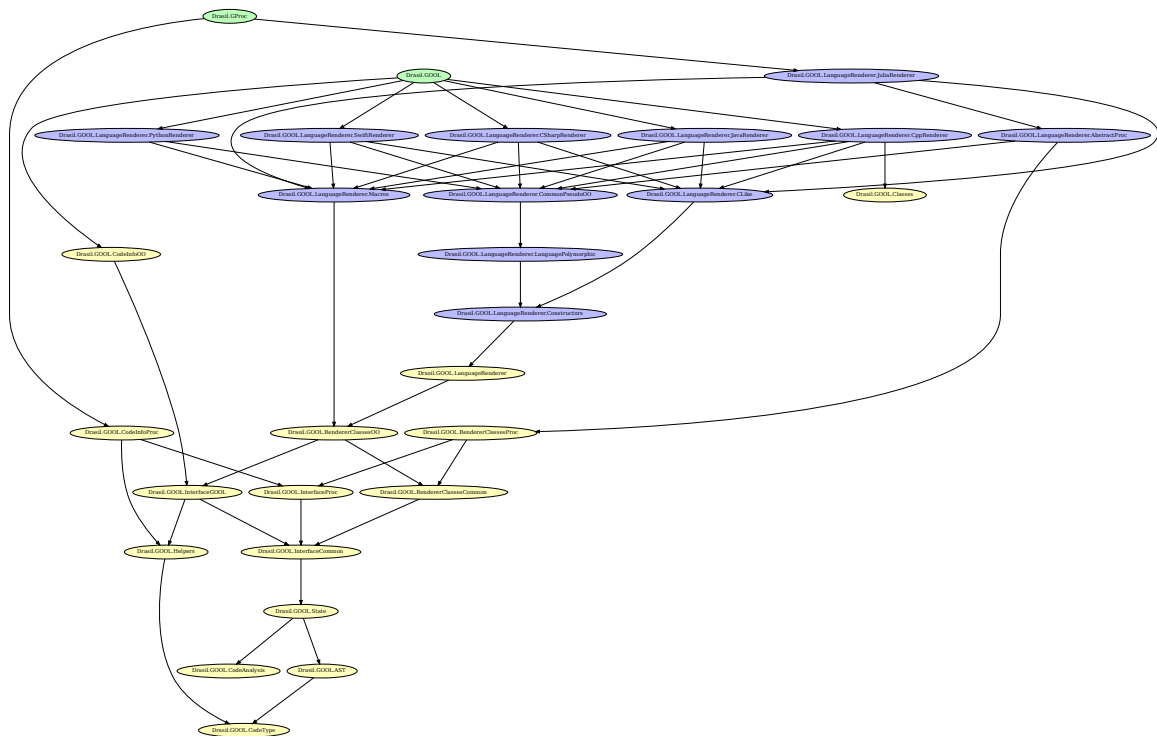 Drasil.GProc
Drasil.GOOL
Drasil.GOOL.LanguageRenderer.JuliaRenderer
Drasil.GOOL.LanguageRenderer.PythonRenderer
Drasil.GOOL.LanguageRenderer.SwiftRenderer
Drasil.GOOL.LanguageRenderer.CSharpRenderer
Drasil.GOOL.LanguageRenderer.JavaRenderer
Drasil.GOOL.LanguageRenderer.CppRenderer
Drasil.GOOL.LanguageRenderer.AbstractProc
Drasil.GOOL.LanguageRenderer.Macros
Drasil.GOOL.LanguageRenderer.CommonPseudoOO
Drasil.GOOL.LanguageRenderer.CLike
Drasil.GOOL.Classes
Drasil.GOOL.CodeInfoOO
Drasil.GOOL.LanguageRenderer.LanguagePolymorphic
Drasil.GOOL.LanguageRenderer.Constructors
Drasil.GOOL.LanguageRenderer
Drasil.GOOL.CodeInfoProc
Drasil.GOOL.RendererClassesOO
Drasil.GOOL.RendererClassesProc
Drasil.GOOL.InterfaceGOOL
Drasil.GOOL.InterfaceProc
Drasil.GOOL.RendererClassesCommon
Drasil.GOOL.Helpers
Drasil.GOOL.InterfaceCommon
Drasil.GOOL.State
Drasil.GOOL.CodeAnalysis
Drasil.GOOL.AST
Drasil.GOOL.CodeType